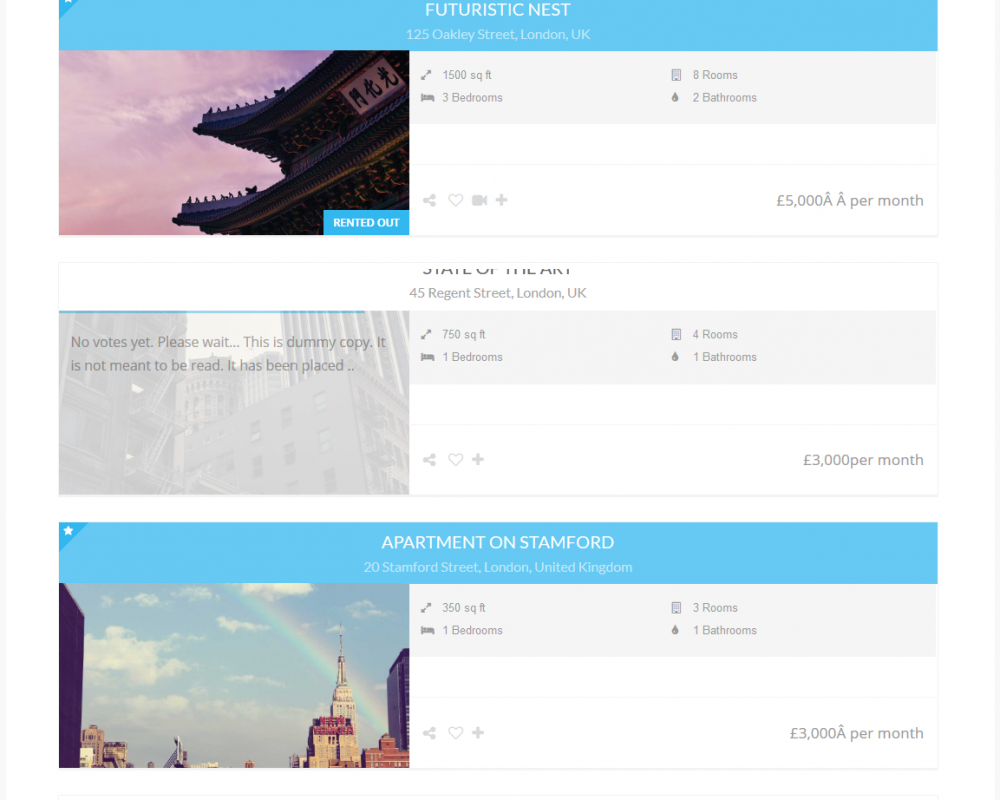 FUTURISTIC NEST
125 Oakley Street, London, UK
光化門
RENTED OUT
1500 sq ft
8 Rooms
3 Bedrooms
2 Bathrooms
£5,000Â Â per month
STATE OF THE ART
45 Regent Street, London, UK
No votes yet. Please wait... This is dummy copy. It
is not meant to be read. It has been placed ..
750 sq ft
4 Rooms
1 Bedrooms
1 Bathrooms
£3,000per month
APARTMENT ON STAMFORD
20 Stamford Street, London, United Kingdom
350 sq ft
3 Rooms
1 Bedrooms
1 Bathrooms
£3,000Â per month